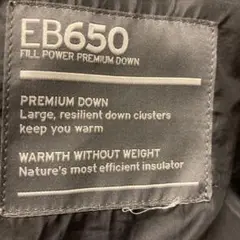 EB650
FILL POWER PREMIUM DOWN
PREMIUM DOWN
Large, resilient down clusters
keep you warm
WARMTH WITHOUT WEIGHT
Nature's most efficient insulator